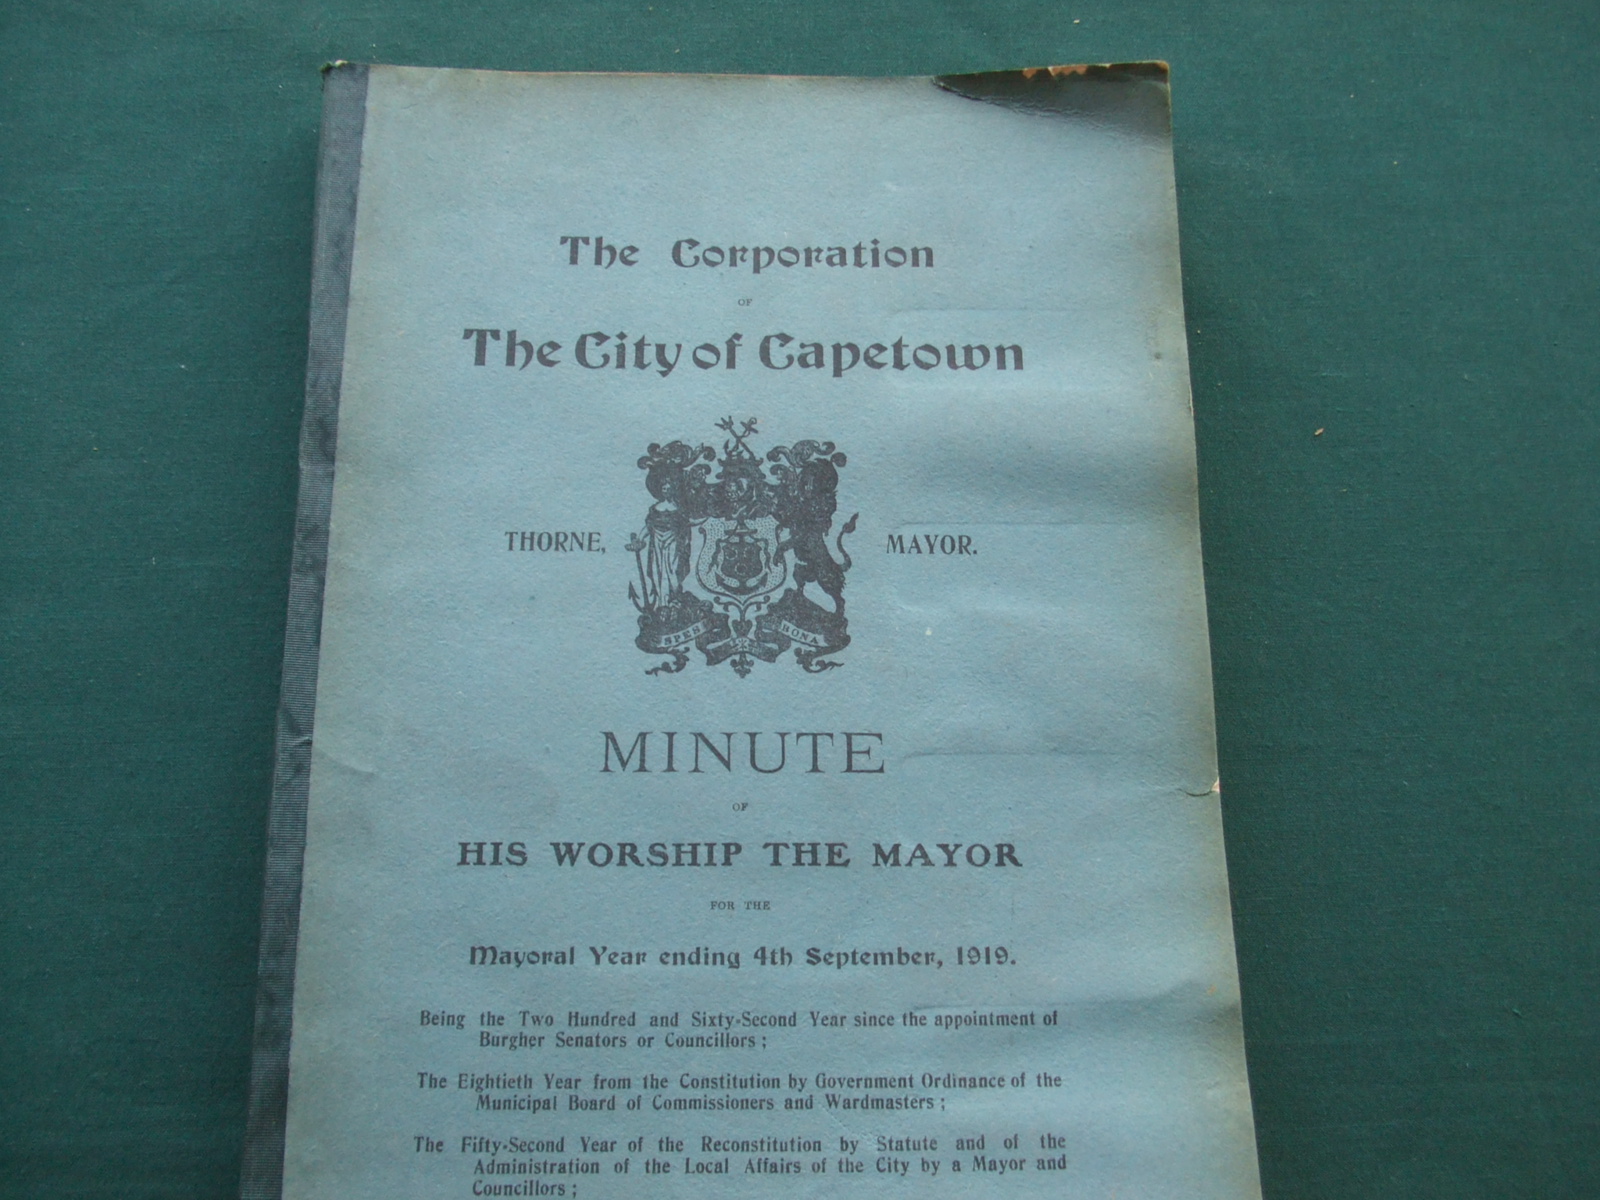 The Corporation
OF
The City of Capetown
THORNE, MAYOR.
SPES BONA
MINUTE
OF
HIS WORSHIP THE MAYOR
FOR THE
Mayoral Year ending 4th September, 1919.
Being the Two Hundred and Sixty-Second Year since the appointment of
Burgher Senators or Councillors;
The Eightieth Year from the Constitution by Government Ordinance of the
Municipal Board of Commissioners and Wardmasters;
The Fifty-Second Year of the Reconstitution by Statute and of the
Administration of the Local Affairs of the City by a Mayor and
Councillors;